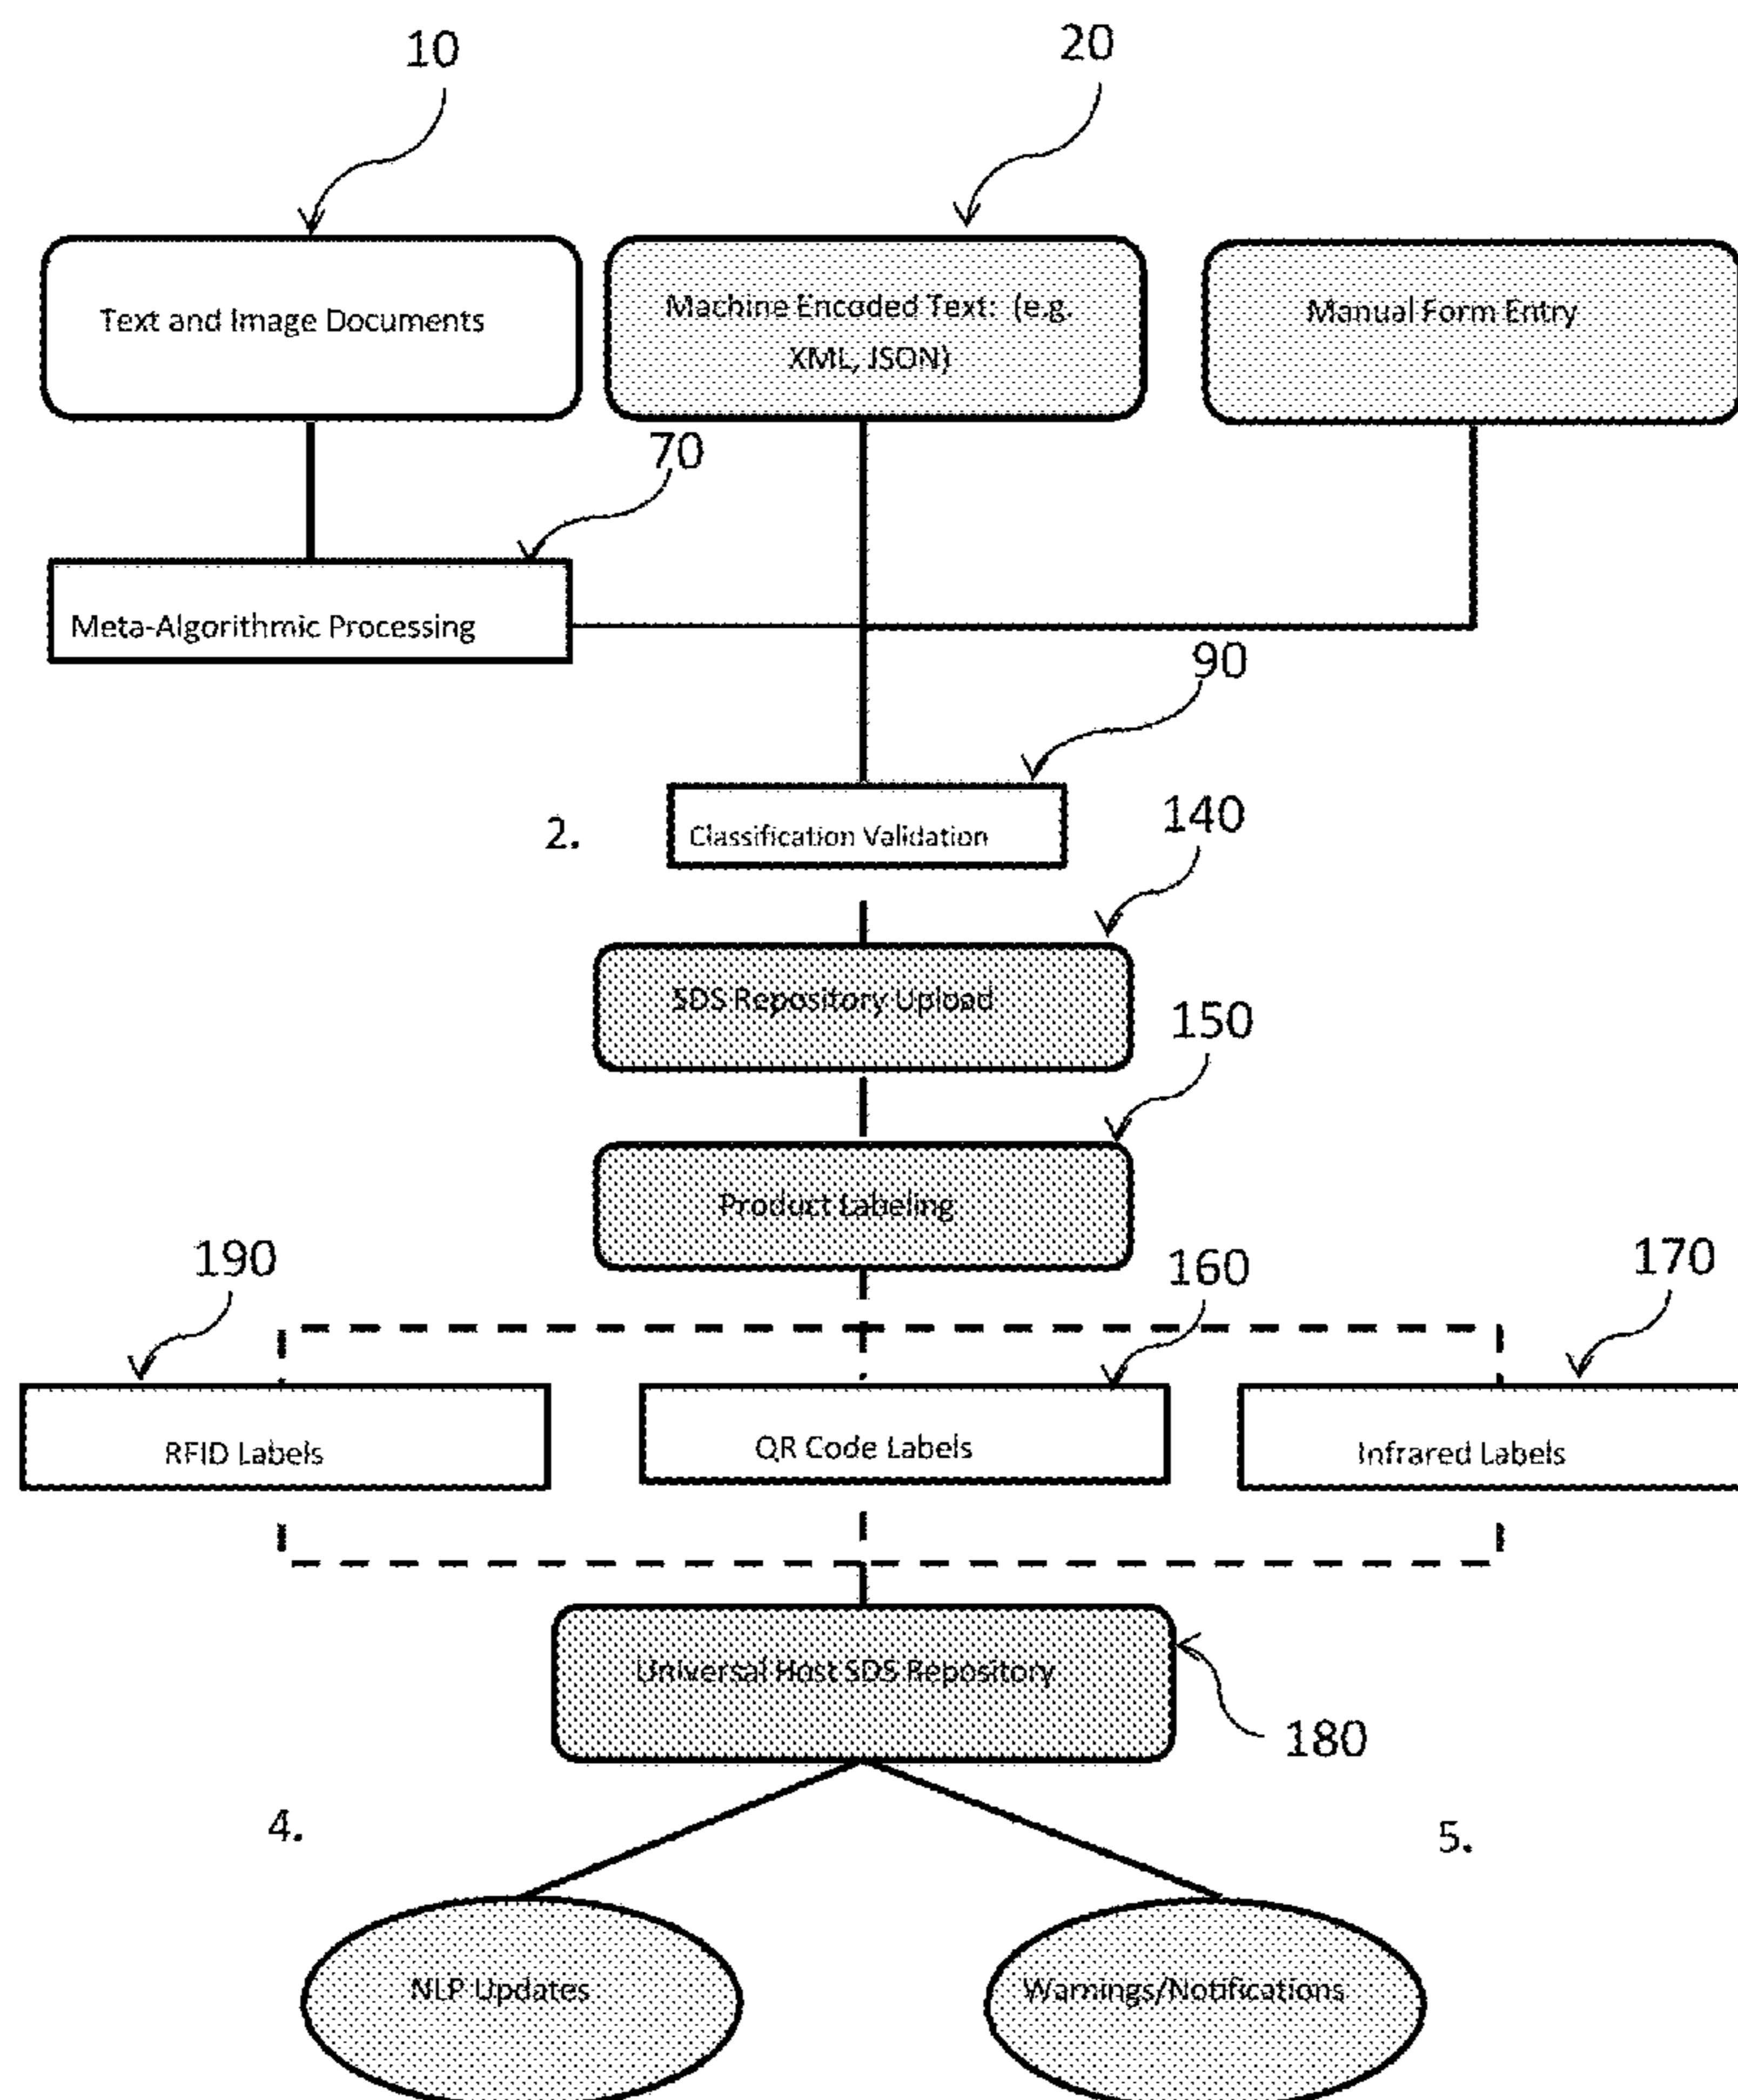 10
20
Text and Image Documents
Machine Encoded Text: (e.g.
XML, JSON)
Manual Form Entry
70
Meta-Algorithmic Processing
90
2.
Classification Validation
140
SDS Repository Upload
150
Product Labeling
190
160
170
RFID Labels
QR Code Labels
Infrared Labels
Universal Host SDS Repository
180
4.
5.
NLP Updates
Warnings/Notifications